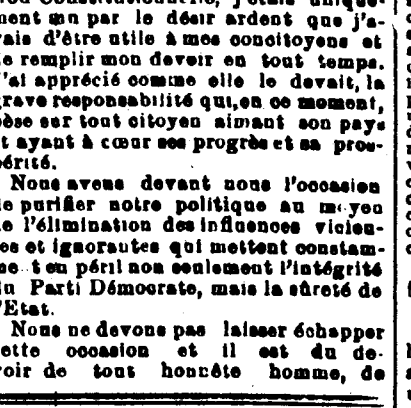 ment mu par le désir ardent que j'a-
vais d'être utile à mes concitoyens et
de remplir mon devoir en tout temps.
J'ai apprécié comme elle le devait, la
grave responsabilité qui, en ce moment,
pèse sur tout citoyen aimant son pays
et ayant à cœur ses progrès et sa pros-
périté.
Nous avons devant nous l'occasion
de purifier notre politique au moyen
de l'élimination des influences vicieu-
ses et ignorantes qui mettent constam-
ment en péril non seulement l'intégrité
du Parti Démocrate, mais la sûreté de
l'Etat.
Nous ne devons pas laisser échapper
cette occasion et il est du de-
voir de tout honnête homme, de